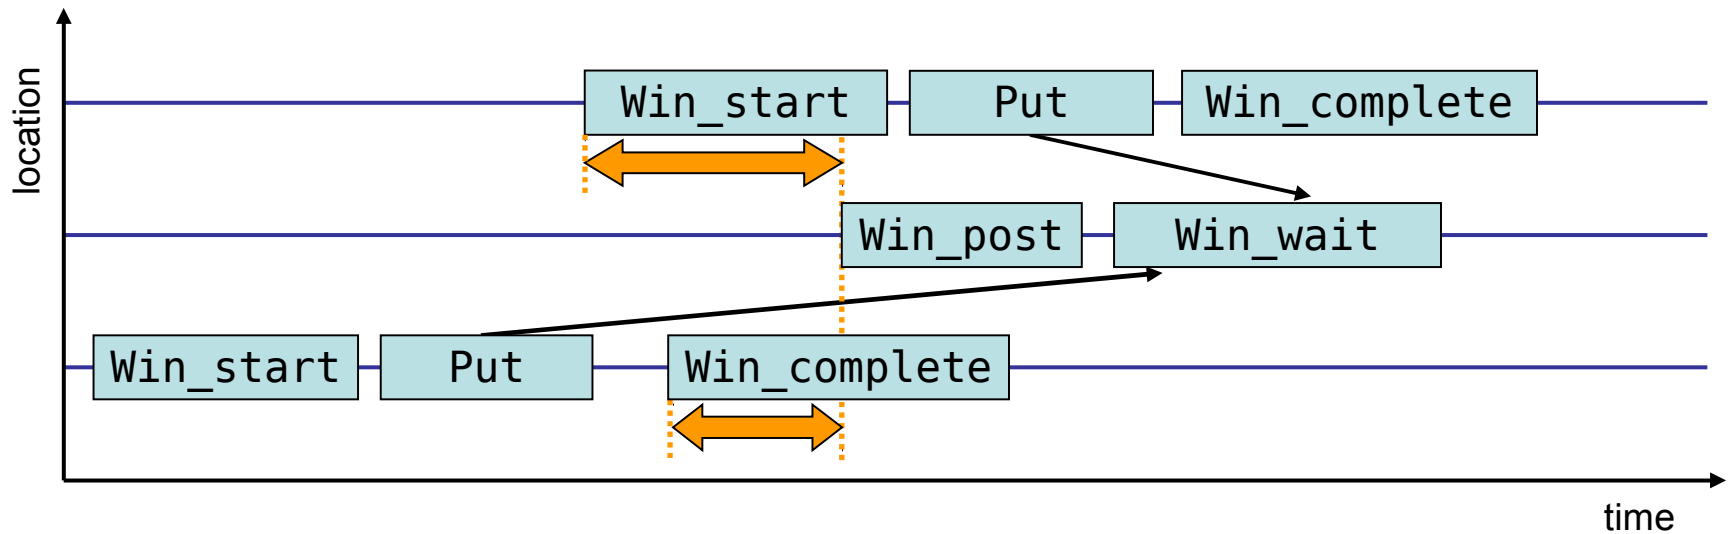 location
Win_start Put Win_complete
Win_post Win_wait
Win_start Put Win_complete
time